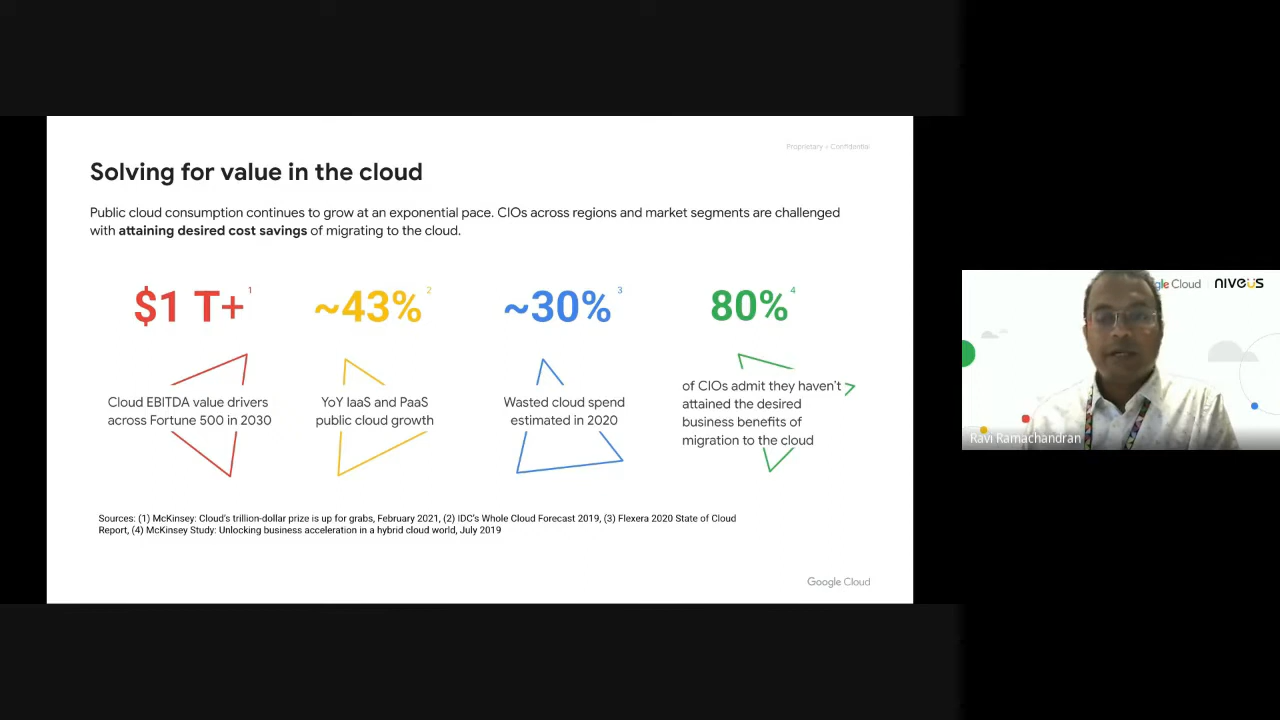 Proprietary + Confidential
Solving for value in the cloud
Public cloud consumption continues to grow at an exponential pace. CIOs across regions and market segments are challenged
with attaining desired cost savings of migrating to the cloud.
$1 T+ 1
~43% 2
~30% 3
80% 4
Cloud EBITDA value drivers
across Fortune 500 in 2030
YoY IaaS and PaaS
public cloud growth
Wasted cloud spend
estimated in 2020
of CIOs admit they haven't
attained the desired
business benefits of
migration to the cloud
Sources: (1) McKinsey: Cloud's trillion-dollar prize is up for grabs, February 2021, (2) IDC's Whole Cloud Forecast 2019, (3) Flexera 2020 State of Cloud
Report, (4) McKinsey Study: Unlocking business acceleration in a hybrid cloud world, July 2019
Google Cloud
gle Cloud niveus
Ravi Ramachandran